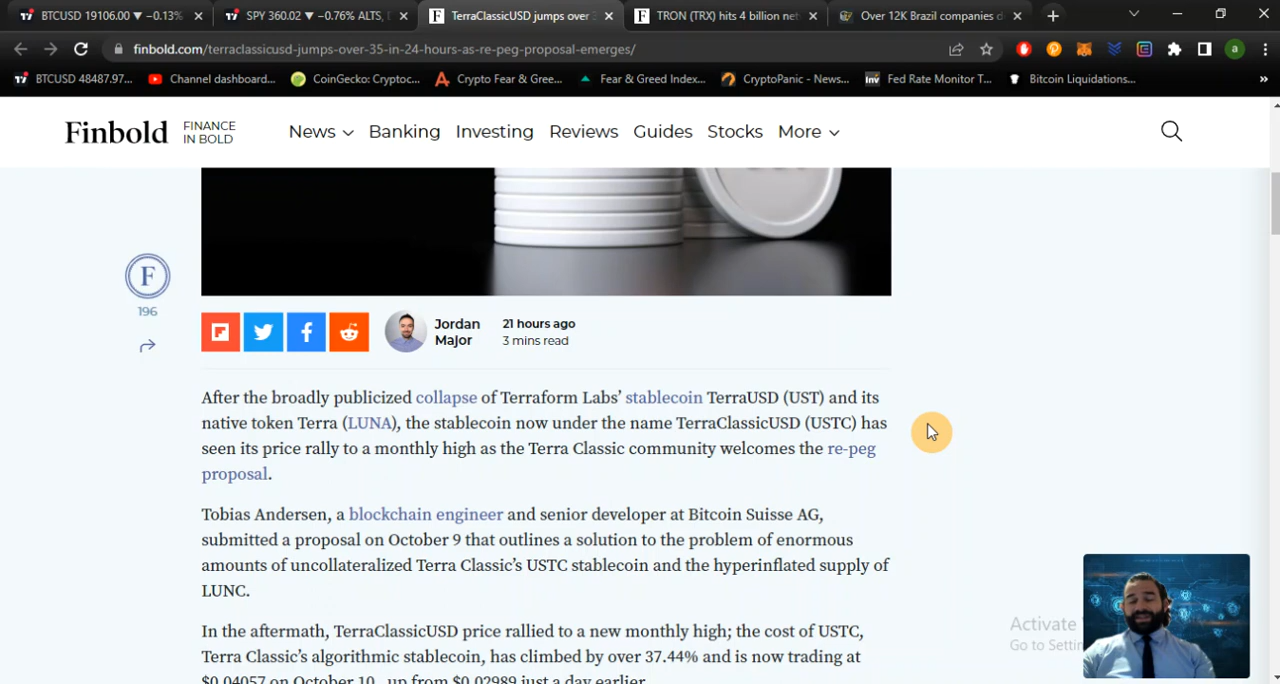 BTCUSD 19106.00 ▼ −0.13%
SPY 360.02 ▼ −0.76% ALTS,
TerraClassicUSD jumps over
TRON (TRX) hits 4 billion net
Over 12K Brazil companies
finbold.com/terraclassicusd-jumps-over-35-in-24-hours-as-re-peg-proposal-emerges/
a
BTCUSD 48487.97...
Channel dashboard...
CoinGecko: Cryptoc...
Crypto Fear & Gree...
Fear & Greed Index...
CryptoPanic - News...
Inv
Fed Rate Monitor T...
Bitcoin Liquidations...
»
Finbold
FINANCE
IN BOLD
News
Banking
Investing
Reviews
Guides
Stocks
More
F
196
Jordan
Major
21 hours ago
3 mins read
After the broadly publicized collapse of Terraform Labs’ stablecoin TerraUSD (UST) and its
native token Terra (LUNA), the stablecoin now under the name TerraClassicUSD (USTC) has
seen its price rally to a monthly high as the Terra Classic community welcomes the re-peg
proposal.
Tobias Andersen, a blockchain engineer and senior developer at Bitcoin Suisse AG,
submitted a proposal on October 9 that outlines a solution to the problem of enormous
amounts of uncollateralized Terra Classic’s USTC stablecoin and the hyperinflated supply of
LUNC.
In the aftermath, TerraClassicUSD price rallied to a new monthly high; the cost of USTC,
Terra Classic’s algorithmic stablecoin, has climbed by over 37.44% and is now trading at
$0.04057 on October 10, up from $0.02989 just a day earlier.
Activate
Go to Setti